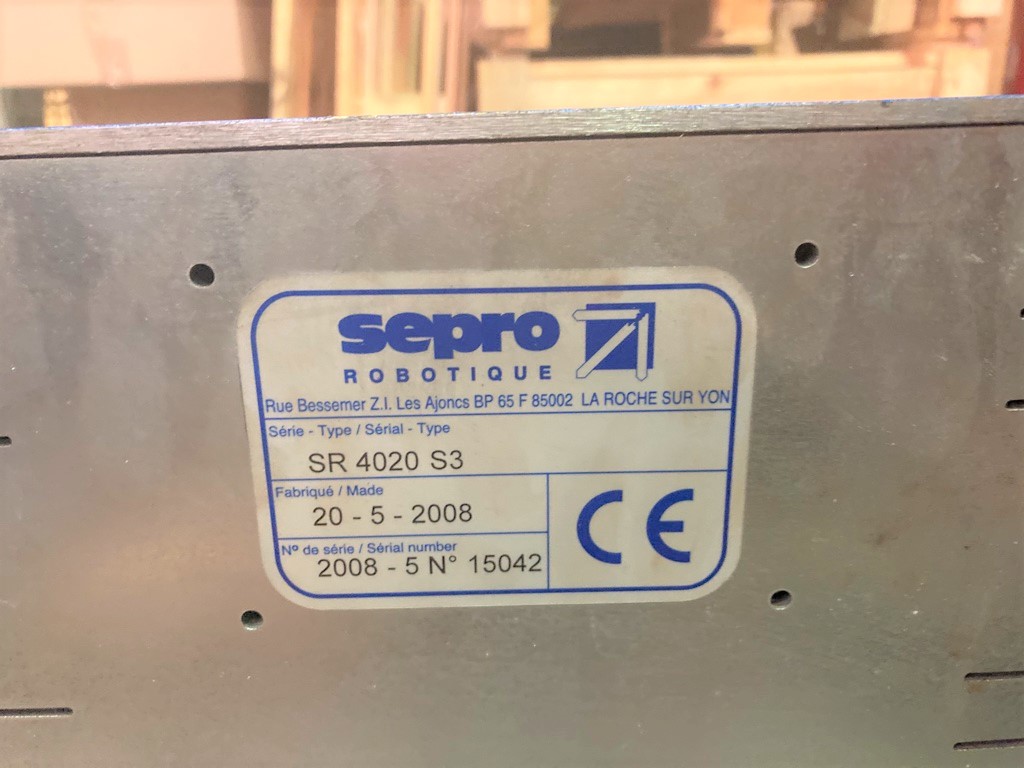 sepro
ROBOTIQUE
Rue Bessemer Z.I. Les Ajoncs BP 65 F 85002 LA ROCHE SUR YON
Série - Type / Sérial - Type
SR 4020 S3
Fabriqué / Made
20 - 5 - 2008
Nº de série / Sérial number
2008 - 5 N° 15042
CE